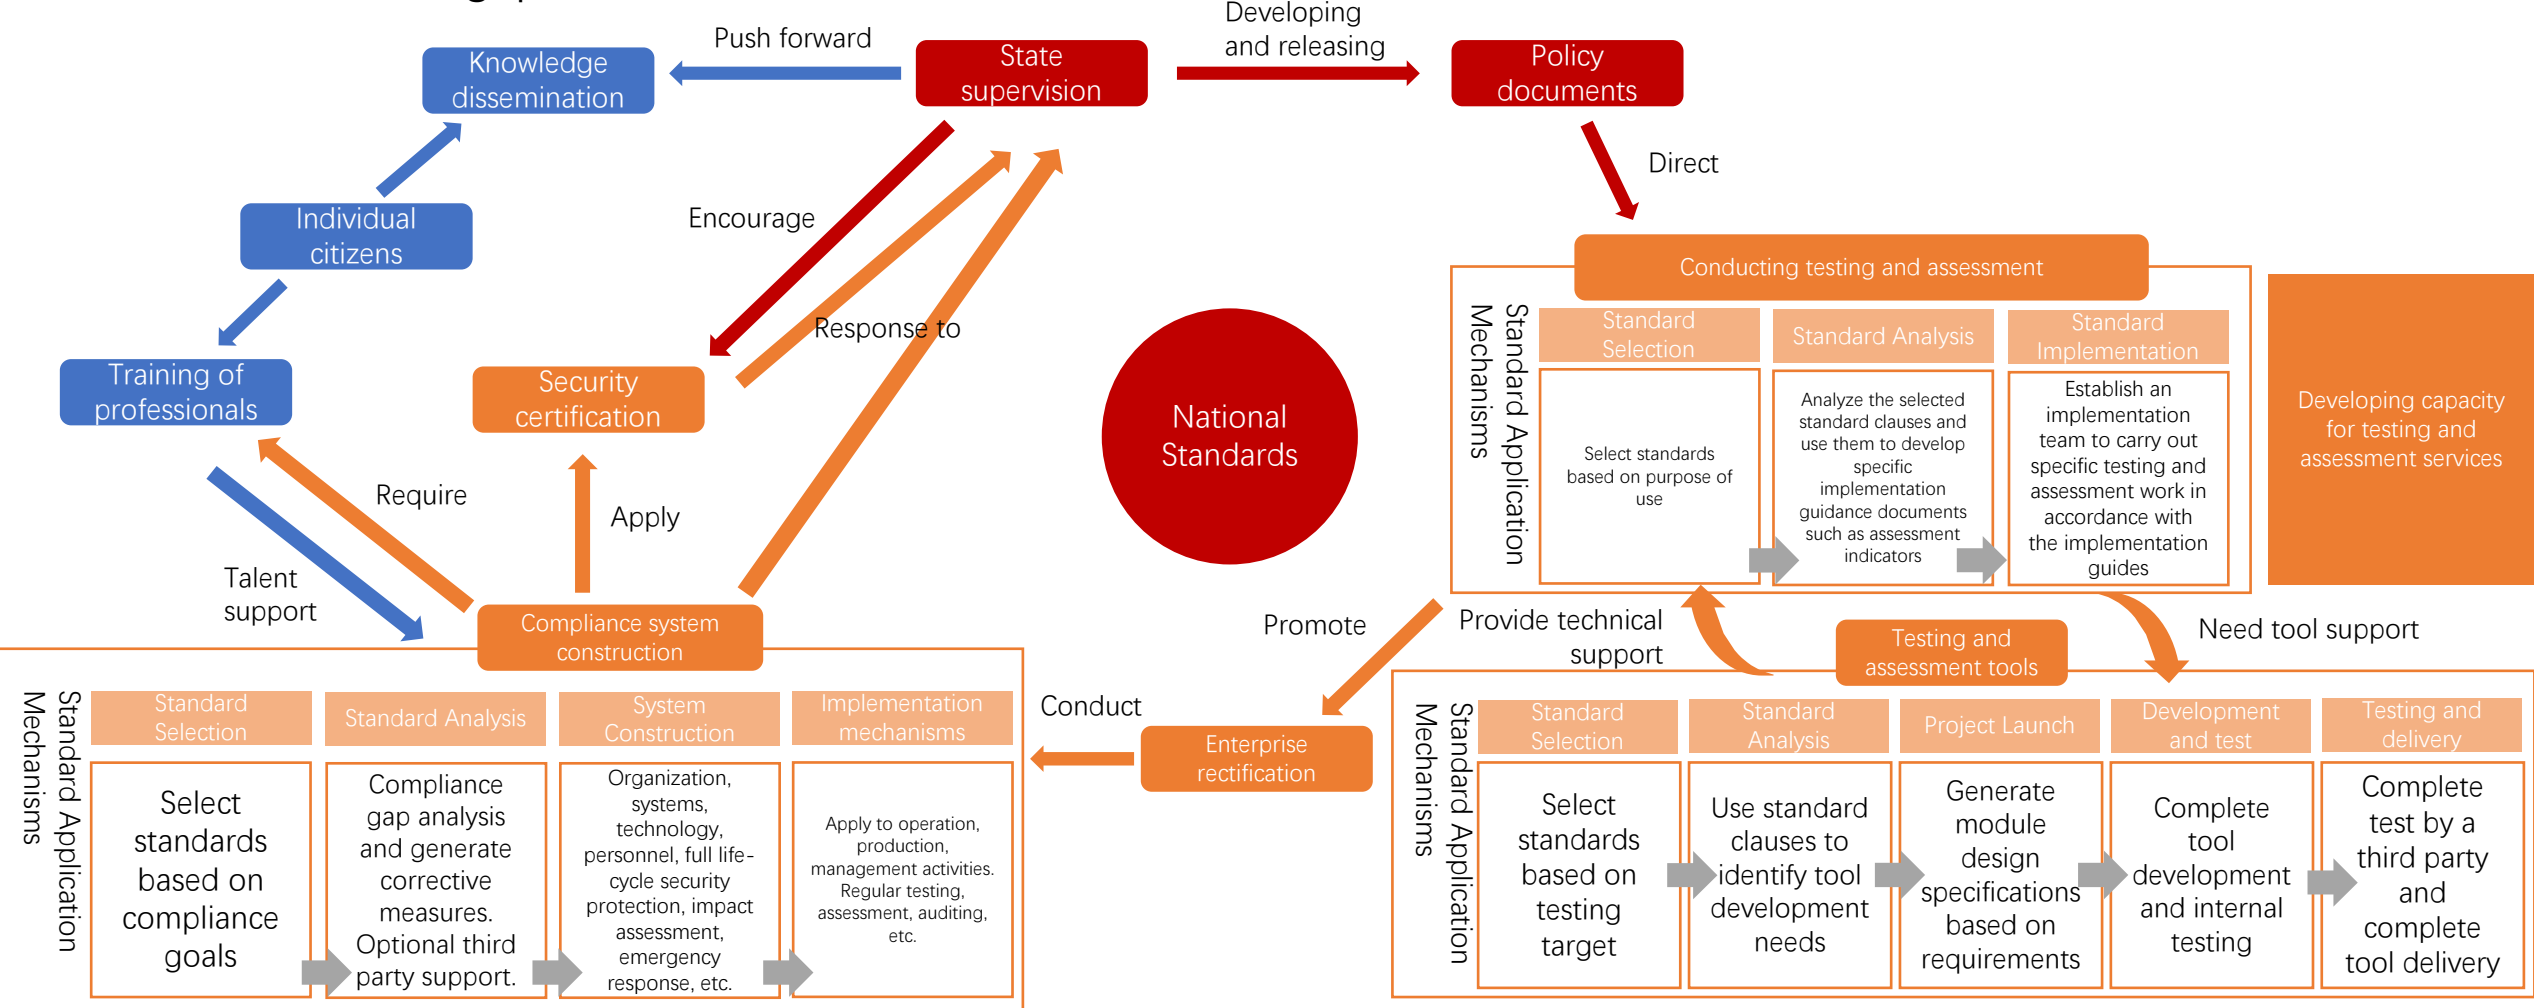 Push forward
Developing
and releasing
Knowledge
dissemination
State
supervision
Policy
documents
Direct
Individual
citizens
Encourage
Response to
Training of
professionals
Security
certification
Require
Apply
Talent
support
National
Standards
Conducting testing and assessment
Standard Application
Mechanisms
Standard
Selection
Standard Analysis
Standard
Implementation
Select standards
based on purpose of
use
Analyze the selected
standard clauses and
use them to develop
specific
implementation
guidance documents
such as assessment
indicators
Establish an
implementation
team to carry out
specific testing and
assessment work in
accordance with
the implementation
guides
Developing capacity
for testing and
assessment services
Promote
Provide technical
support
Need tool support
Testing and
assessment tools
Compliance system
construction
Conduct
Enterprise
rectification
Standard Application
Mechanisms
Standard
Selection
Standard Analysis
System
Construction
Implementation
mechanisms
Select
standards
based on
compliance
goals
Compliance
gap analysis
and generate
corrective
measures.
Optional third
party support.
Organization,
systems,
technology,
personnel, full life-
cycle security
protection, impact
assessment,
emergency
response, etc.
Apply to operation,
production,
management activities.
Regular testing,
assessment, auditing,
etc.
Standard Application
Mechanisms
Standard
Selection
Standard
Analysis
Project Launch
Development
and test
Testing and
delivery
Select
standards
based on
testing
target
Use standard
clauses to
identify tool
development
needs
Generate
module
design
specifications
based on
requirements
Complete
tool
development
and internal
testing
Complete
test by a
third party
and
complete
tool delivery